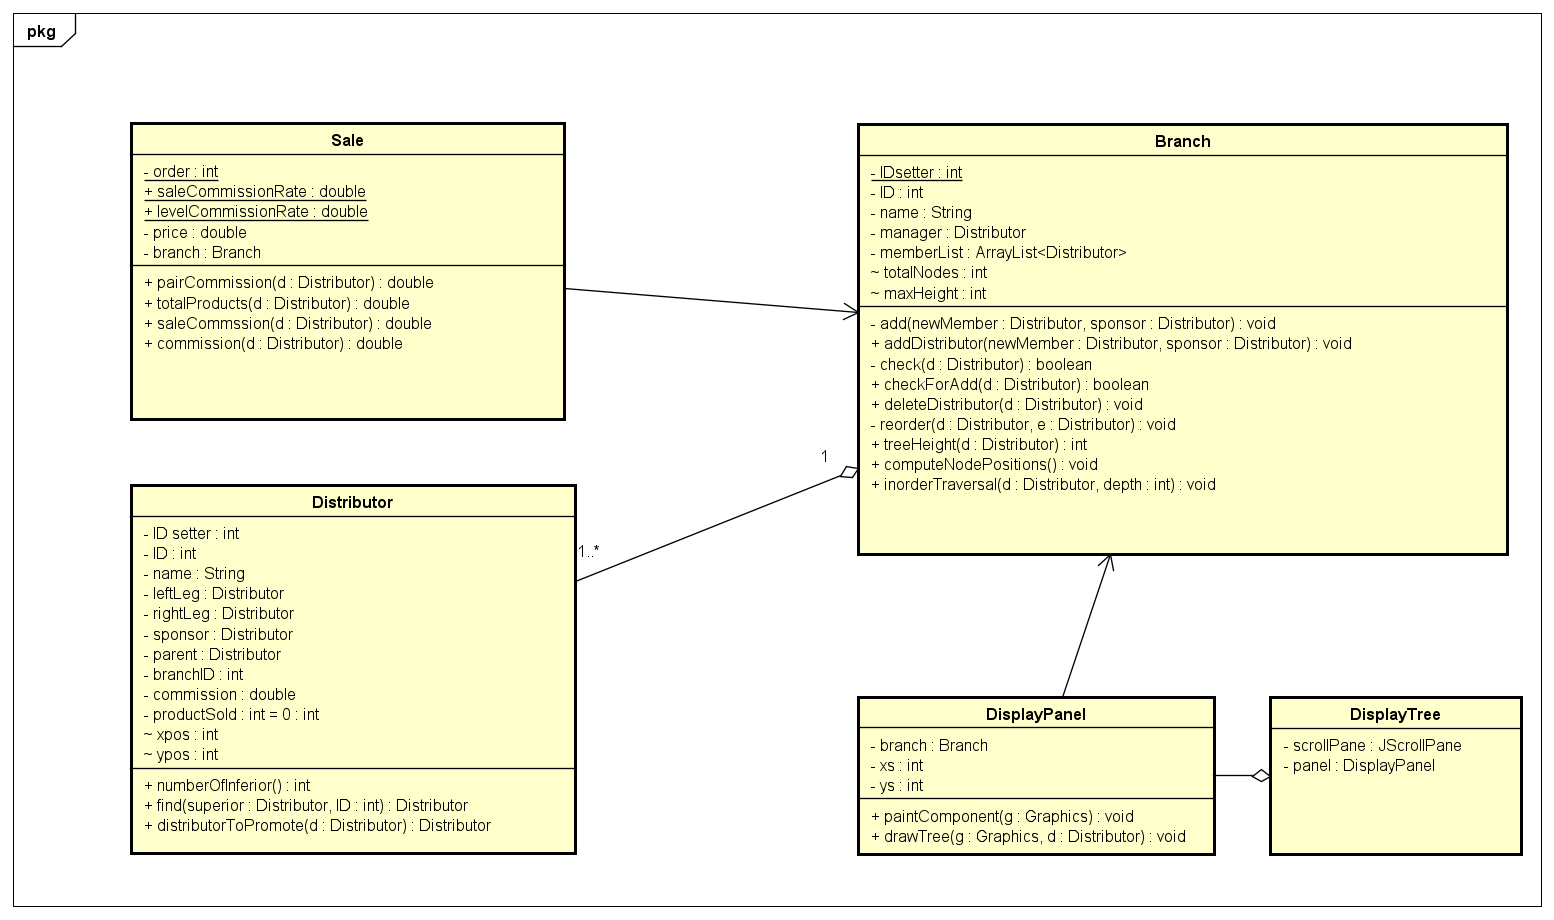 pkg
Sale
- order : int
+ saleCommissionRate : double
+ levelCommissionRate : double
- price : double
- branch : Branch
+ pairCommission(d : Distributor) : double
+ totalProducts(d : Distributor) : double
+ saleCommssion(d : Distributor) : double
+ commission(d : Distributor) : double
Branch
- IDsetter : int
- ID : int
- name : String
- manager : Distributor
- memberList : ArrayList<Distributor>
~ totalNodes : int
~ maxHeight : int
- add(newMember : Distributor, sponsor : Distributor) : void
+ addDistributor(newMember : Distributor, sponsor : Distributor) : void
- check(d : Distributor) : boolean
+ checkForAdd(d : Distributor) : boolean
+ deleteDistributor(d : Distributor) : void
- reorder(d : Distributor, e : Distributor) : void
+ treeHeight(d : Distributor) : int
+ computeNodePositions() : void
+ inorderTraversal(d : Distributor, depth : int) : void
1
1..*
Distributor
- ID setter : int
- ID : int
- name : String
- leftLeg : Distributor
- rightLeg : Distributor
- sponsor : Distributor
- parent : Distributor
- branchID : int
- commission : double
- productSold : int = 0 : int
~ xpos : int
~ ypos : int
+ numberOfInferior() : int
+ find(superior : Distributor, ID : int) : Distributor
+ distributorToPromote(d : Distributor) : Distributor
DisplayPanel
- branch : Branch
- xs : int
- ys : int
+ paintComponent(g : Graphics) : void
+ drawTree(g : Graphics, d : Distributor) : void
DisplayTree
- scrollPane : JScrollPane
- panel : DisplayPanel